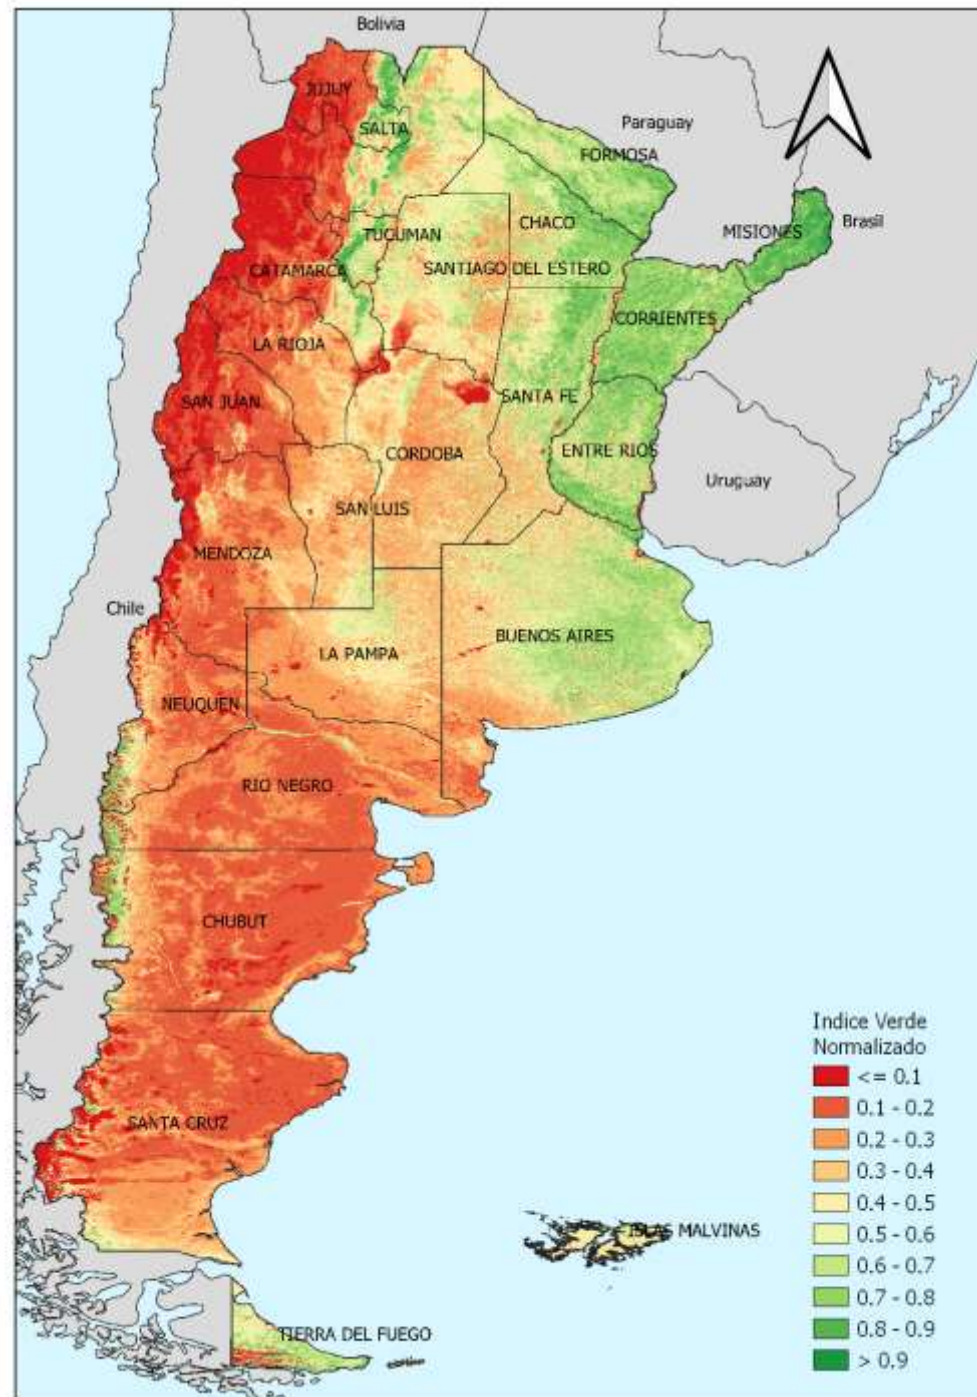 Bolivia
JUJUY
SALTA
Paraguay
FORMOSA
CHACO
MISIONES
Brasil
TUCUMAN
SANTIAGO DEL ESTERO
CATAMARCA
CORRIENTES
LA RIOJA
SAN JUAN
SANTA FE
CORDOBA
ENTRE RIOS
Uruguay
SAN LUIS
MENDOZA
Chile
BUENOS AIRES
LA PAMPA
NEUQUEN
RIO NEGRO
CHUBUT
SANTA CRUZ
ISLAS MALVINAS
TIERRA DEL FUEGO
Indice Verde
Normalizado
<= 0.1
0.1 - 0.2
0.2 - 0.3
0.3 - 0.4
0.4 - 0.5
0.5 - 0.6
0.6 - 0.7
0.7 - 0.8
0.8 - 0.9
> 0.9